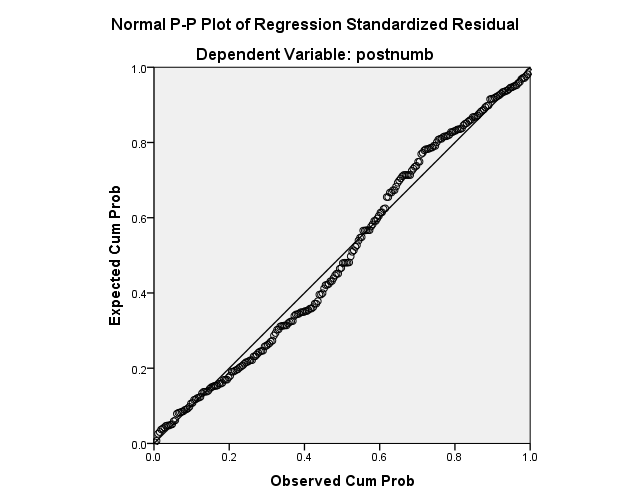 Normal P-P Plot of Regression Standardized Residual
Dependent Variable: postnumb
1.0
0.8
0.6
0.4
0.2
0.0
Expected Cum Prob
0.0 0.2 0.4 0.6 0.8 1.0
Observed Cum Prob